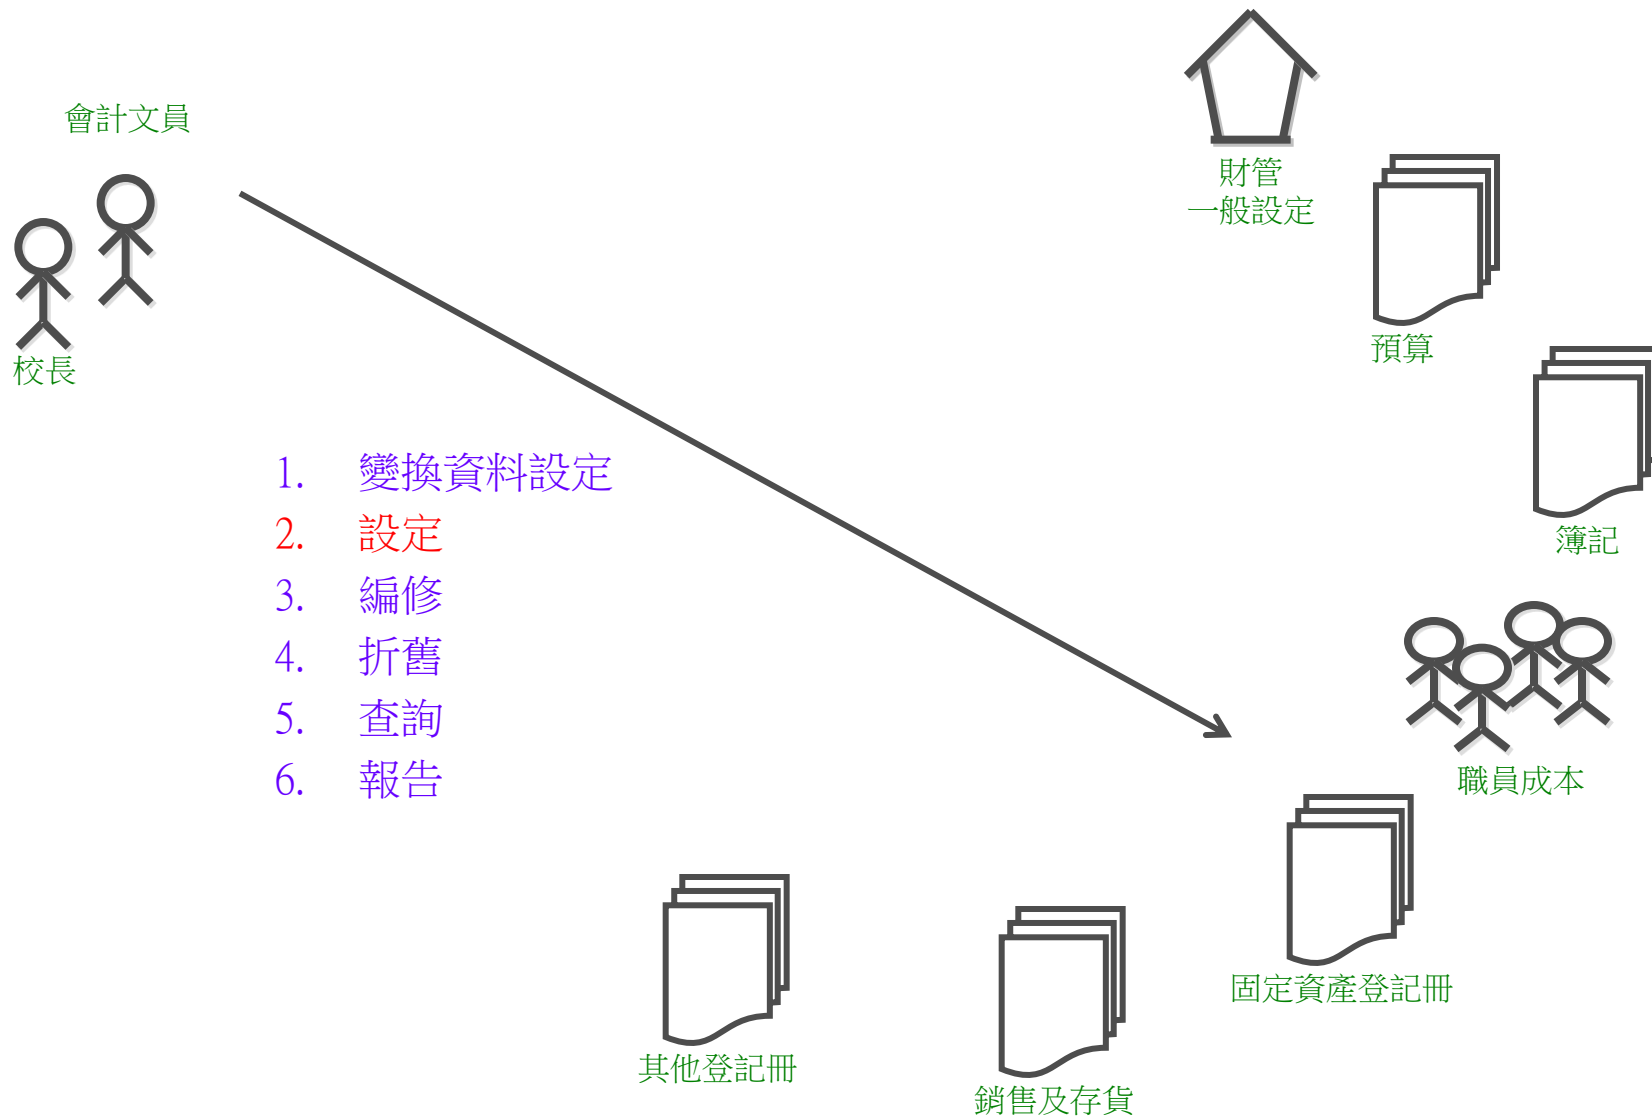 會計文員
校長
財管
一般設定
預算
簿記
1. 變換資料設定
2. 設定
3. 編修
4. 折舊
5. 查詢
6. 報告
職員成本
固定資產登記冊
其他登記冊
銷售及存貨